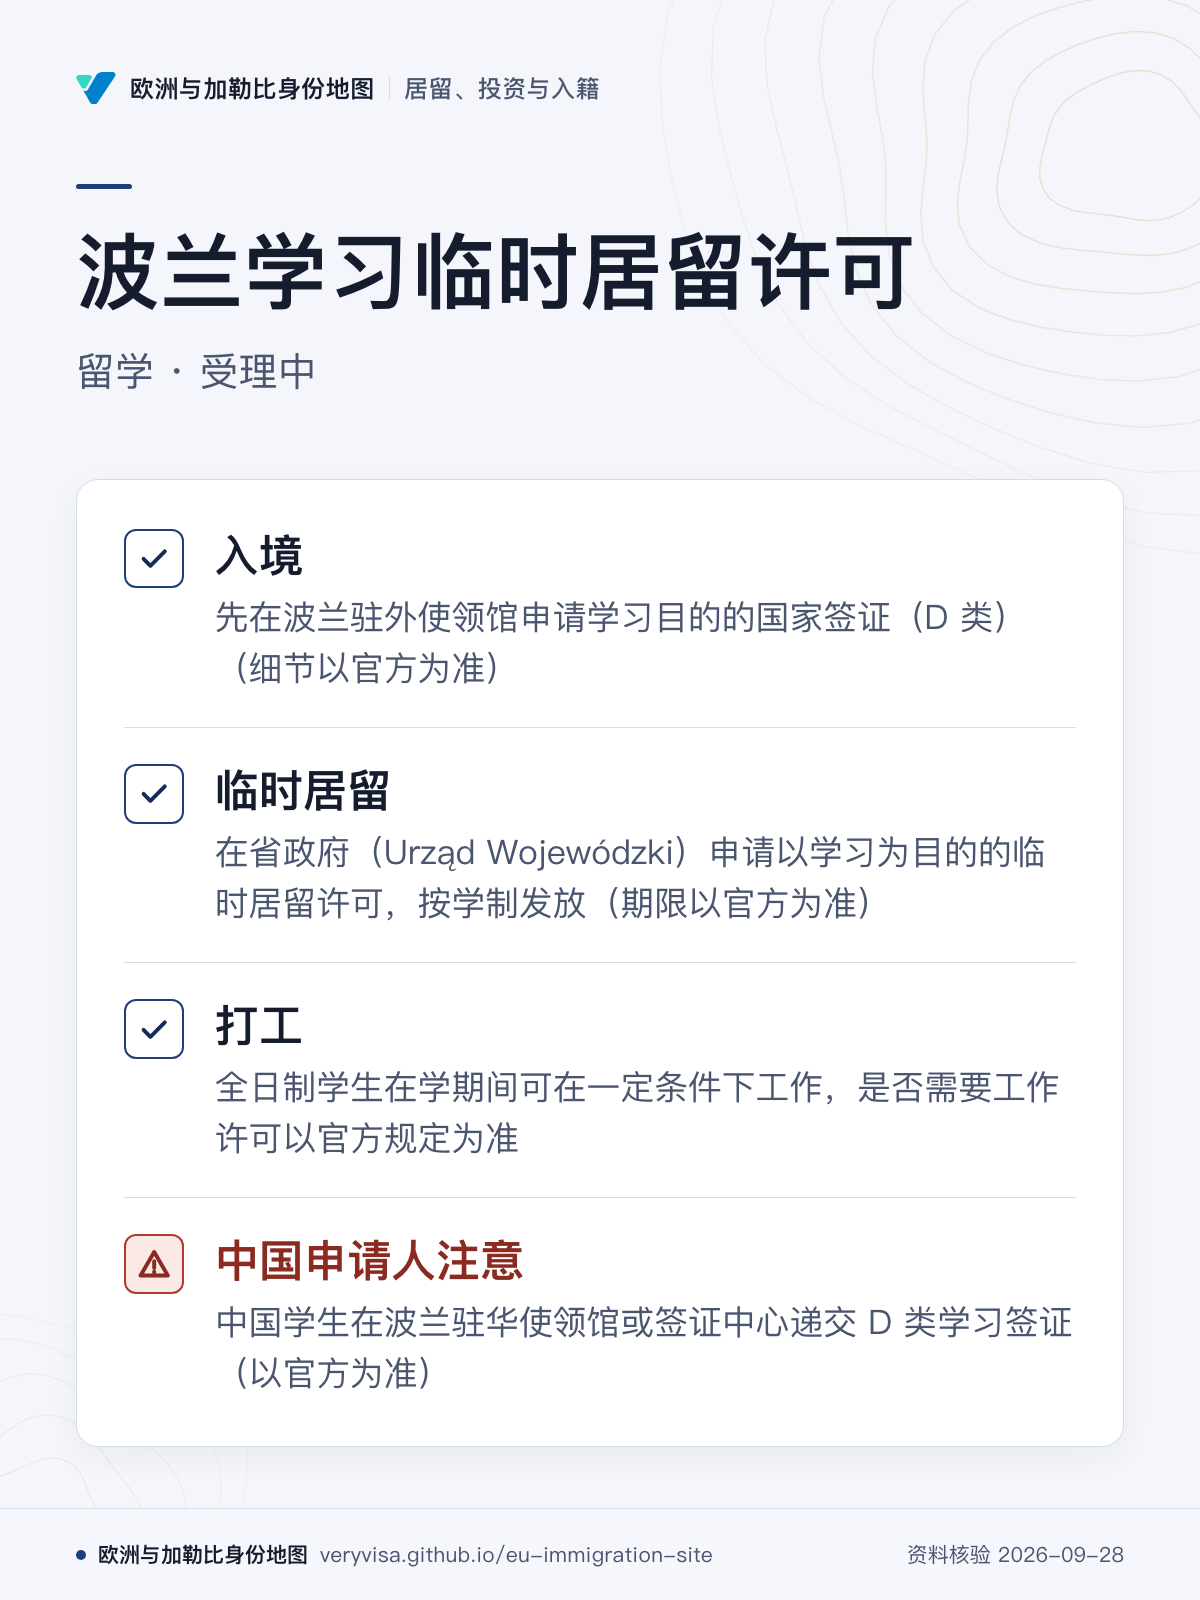 欧洲与加勒比身份地图 居留、投资与入籍
波兰学习临时居留许可
留学 · 受理中
入境
先在波兰驻外使领馆申请学习目的的国家签证（D 类）
（细节以官方为准）
临时居留
在省政府（Urząd Wojewódzki）申请以学习为目的的临
时居留许可，按学制发放（期限以官方为准）
打工
全日制学生在学期间可在一定条件下工作，是否需要工作
许可以官方规定为准
中国申请人注意
中国学生在波兰驻华使领馆或签证中心递交 D 类学习签证
（以官方为准）
欧洲与加勒比身份地图 veryvisa.github.io/eu-immigration-site 资料核验 2026-09-28